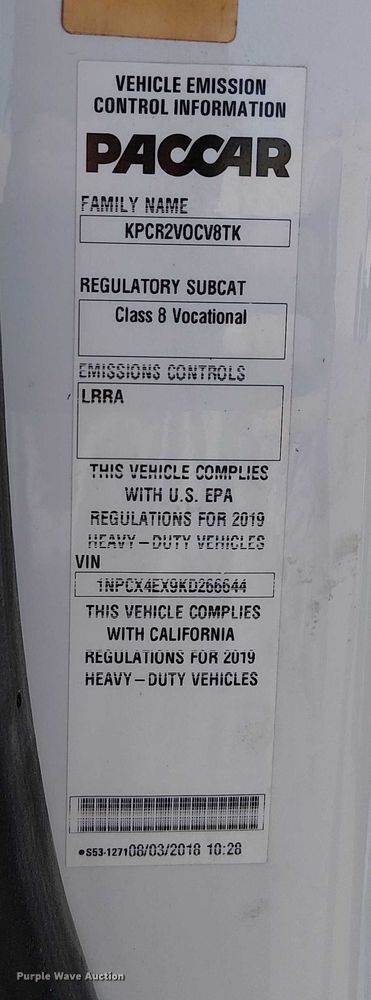 VEHICLE EMISSION
CONTROL INFORMATION
PACCAR
FAMILY NAME
KPCR2VOCV8TK
REGULATORY SUBCAT
Class 8 Vocational
EMISSIONS CONTROLS
LRRA
THIS VEHICLE COMPLIES
WITH U.S. EPA
REGULATIONS FOR 2019
HEAVY-DUTY VEHICLES
VIN
1NPCX4EX9KD266644
THIS VEHICLE COMPLIES
WITH CALIFORNIA
REGULATIONS FOR 2019
HEAVY-DUTY VEHICLES
•S53-1271 08/03/2018 10:28
Purple Wave Auction